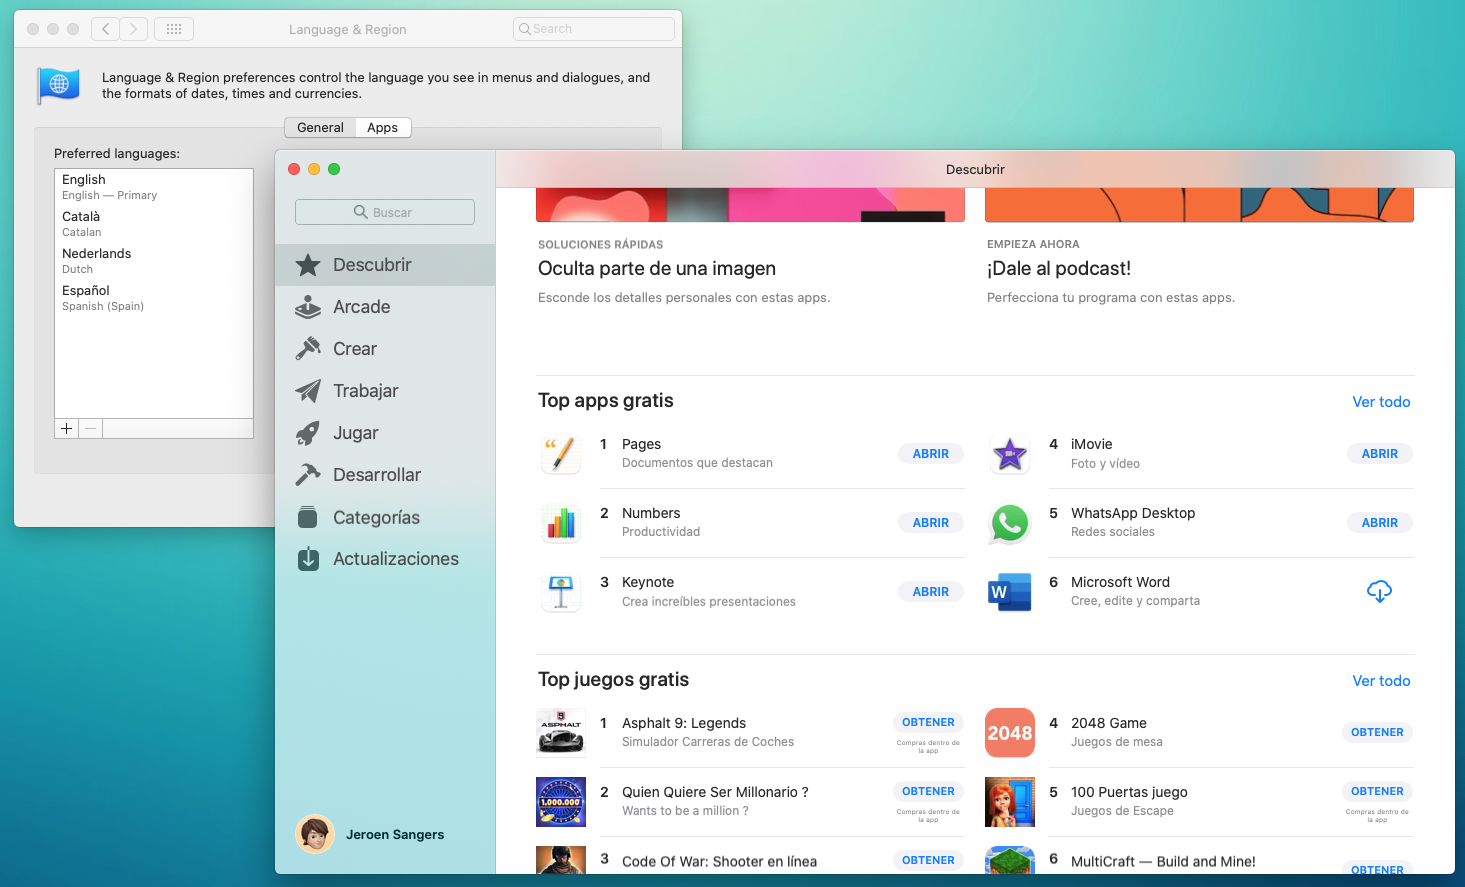 Language & Region
Search
Language & Region preferences control the language you see in menus and dialogues, and
the formats of dates, times and currencies.
General
Apps
Preferred languages:
English
English — Primary
Català
Catalan
Nederlands
Dutch
Español
Spanish (Spain)
Buscar
Descubrir
Arcade
Crear
Trabajar
Jugar
Desarrollar
Categorías
Actualizaciones
Jeroen Sangers
Descubrir
SOLUCIONES RÁPIDAS
Oculta parte de una imagen
Esconde los detalles personales con estas apps.
EMPIEZA AHORA
¡Dale al podcast!
Perfecciona tu programa con estas apps.
Top apps gratis
Ver todo
1 Pages
Documentos que destacan
ABRIR
4 iMovie
Foto y vídeo
ABRIR
2 Numbers
Productividad
ABRIR
5 WhatsApp Desktop
Redes sociales
ABRIR
3 Keynote
Crea increíbles presentaciones
ABRIR
W
6 Microsoft Word
Cree, edite y comparta
Top juegos gratis
Ver todo
9
ASPHALT
1 Asphalt 9: Legends
Simulador Carreras de Coches
OBTENER
Compras dentro de
la app
2048
4 2048 Game
Juegos de mesa
OBTENER
1.000.000
2 Quien Quiere Ser Millonario ?
Wants to be a million ?
OBTENER
Compras dentro de
la app
5 100 Puertas juego
Juegos de Escape
OBTENER
Compras dentro de
la app
3 Code Of War: Shooter en línea
OBTENER
6 MultiCraft — Build and Mine!
OBTENER